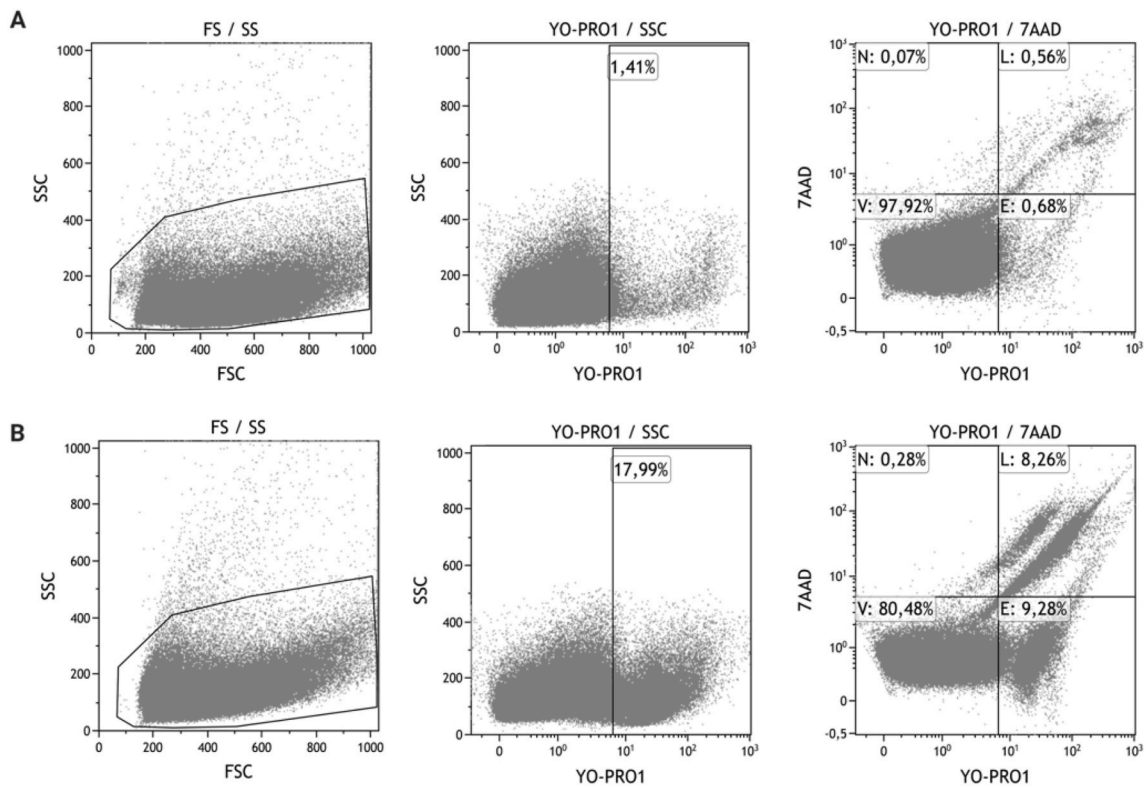 A
FS / SS
1000
800
600
400
200
0
SSC
0 200 400 600 800 1000
FSC
YO-PRO1 / SSC
1,41%
1000
800
600
400
200
0
SSC
0 10⁰ 10¹ 10² 10³
YO-PRO1
YO-PRO1 / 7AAD
N: 0,07% L: 0,56%
V: 97,92% E: 0,68%
10³
10²
10¹
10⁰
0
-0,5
7AAD
0 10⁰ 10¹ 10² 10³
YO-PRO1
B
FS / SS
1000
800
600
400
200
0
SSC
0 200 400 600 800 1000
FSC
YO-PRO1 / SSC
17,99%
1000
800
600
400
200
0
SSC
0 10⁰ 10¹ 10² 10³
YO-PRO1
YO-PRO1 / 7AAD
N: 0,28% L: 8,26%
V: 80,48% E: 9,28%
10³
10²
10¹
10⁰
0
-0,5
7AAD
0 10⁰ 10¹ 10² 10³
YO-PRO1